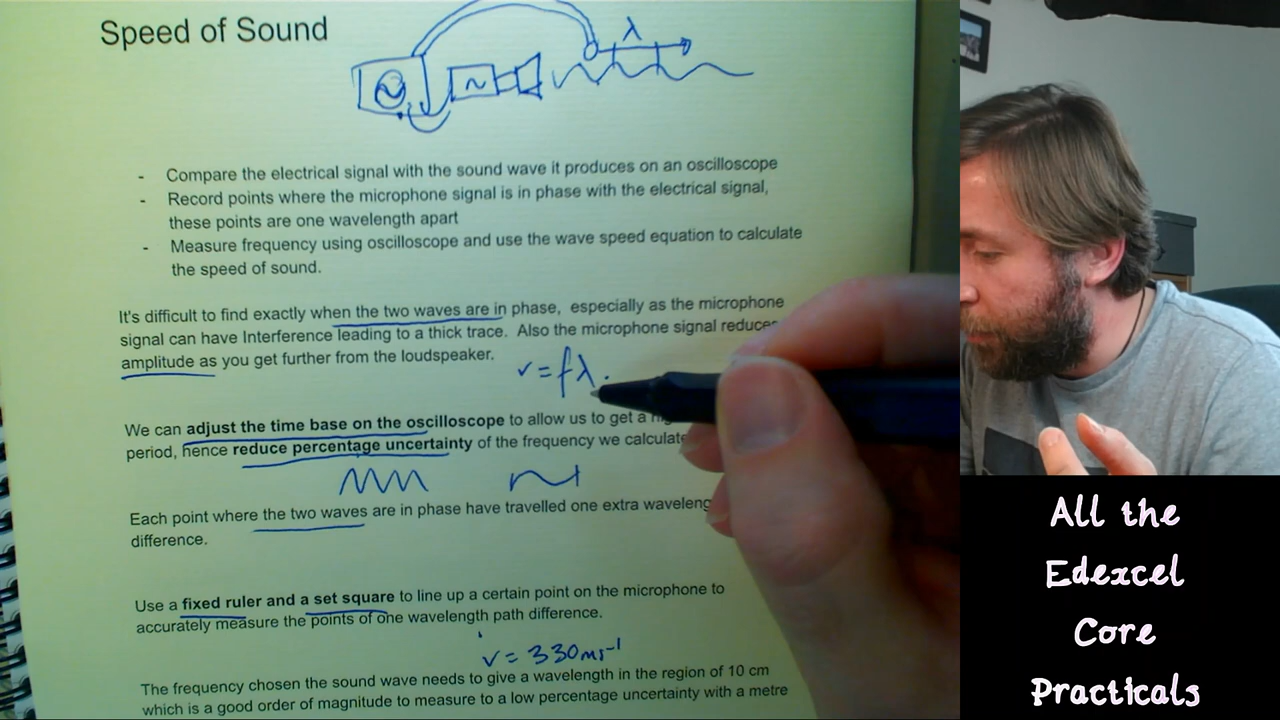 Speed of Sound
λ
- Compare the electrical signal with the sound wave it produces on an oscilloscope
- Record points where the microphone signal is in phase with the electrical signal,
these points are one wavelength apart
- Measure frequency using oscilloscope and use the wave speed equation to calculate
the speed of sound.
It's difficult to find exactly when the two waves are in phase, especially as the microphone
signal can have Interference leading to a thick trace. Also the microphone signal reduces
amplitude as you get further from the loudspeaker.
v = fλ.
We can adjust the time base on the oscilloscope to allow us to get a
period, hence reduce percentage uncertainty of the frequency we calculate
Each point where the two waves are in phase have travelled one extra
difference.
Use a fixed ruler and a set square to line up a certain point on the microphone to
accurately measure the points of one wavelength path difference.
v = 330ms⁻¹
The frequency chosen the sound wave needs to give a wavelength in the region of 10 cm
which is a good order of magnitude to measure to a low percentage uncertainty with a metre
All the
Edexcel
Core
Practicals